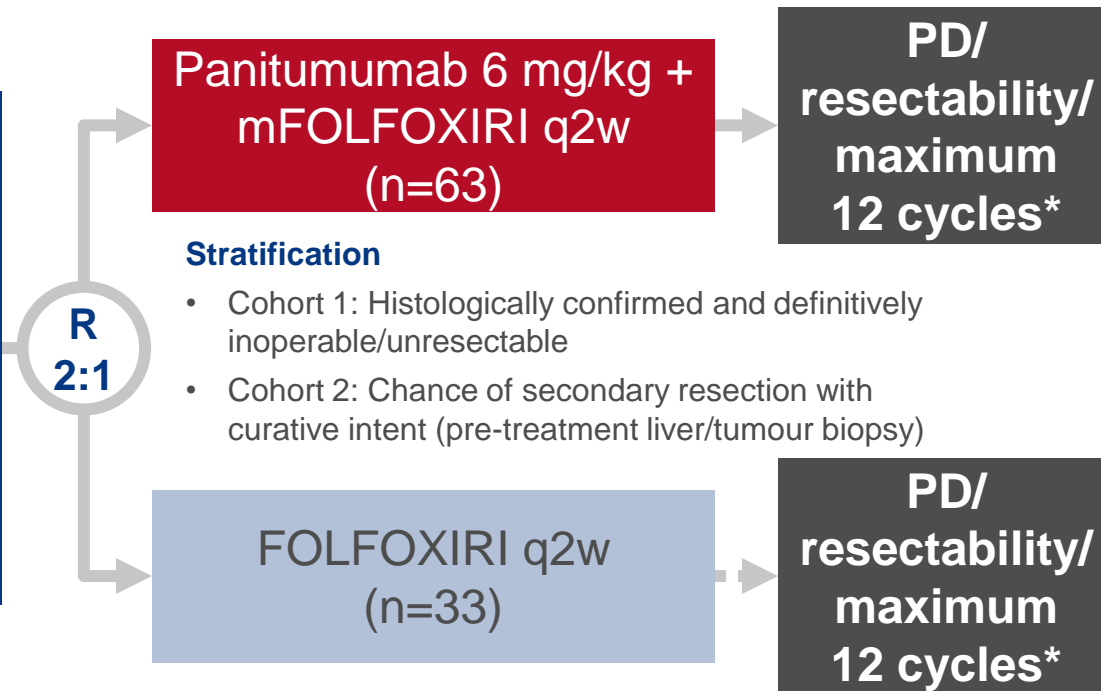 Panitumumab 6 mg/kg +
mFOLFOXIRI q2w
(n=63)
PD/
resectability/
maximum
12 cycles*
R
2:1
Stratification
• Cohort 1: Histologically confirmed and definitively
inoperable/unresectable
• Cohort 2: Chance of secondary resection with
curative intent (pre-treatment liver/tumour biopsy)
FOLFOXIRI q2w
(n=33)
PD/
resectability/
maximum
12 cycles*